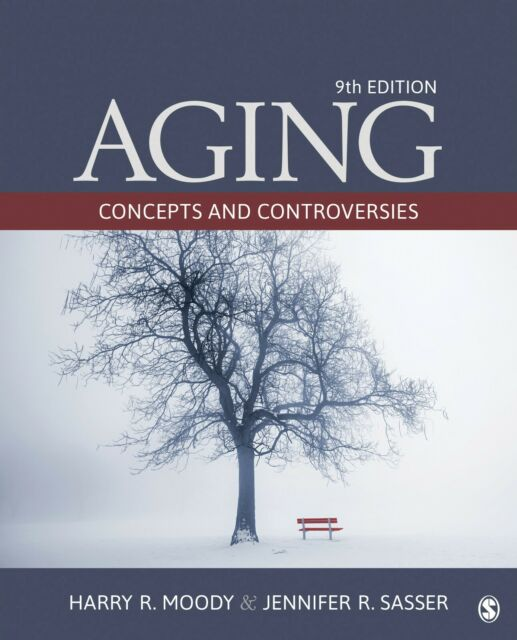 9th EDITION
AGING
CONCEPTS AND CONTROVERSIES
HARRY R. MOODY & JENNIFER R. SASSER
S